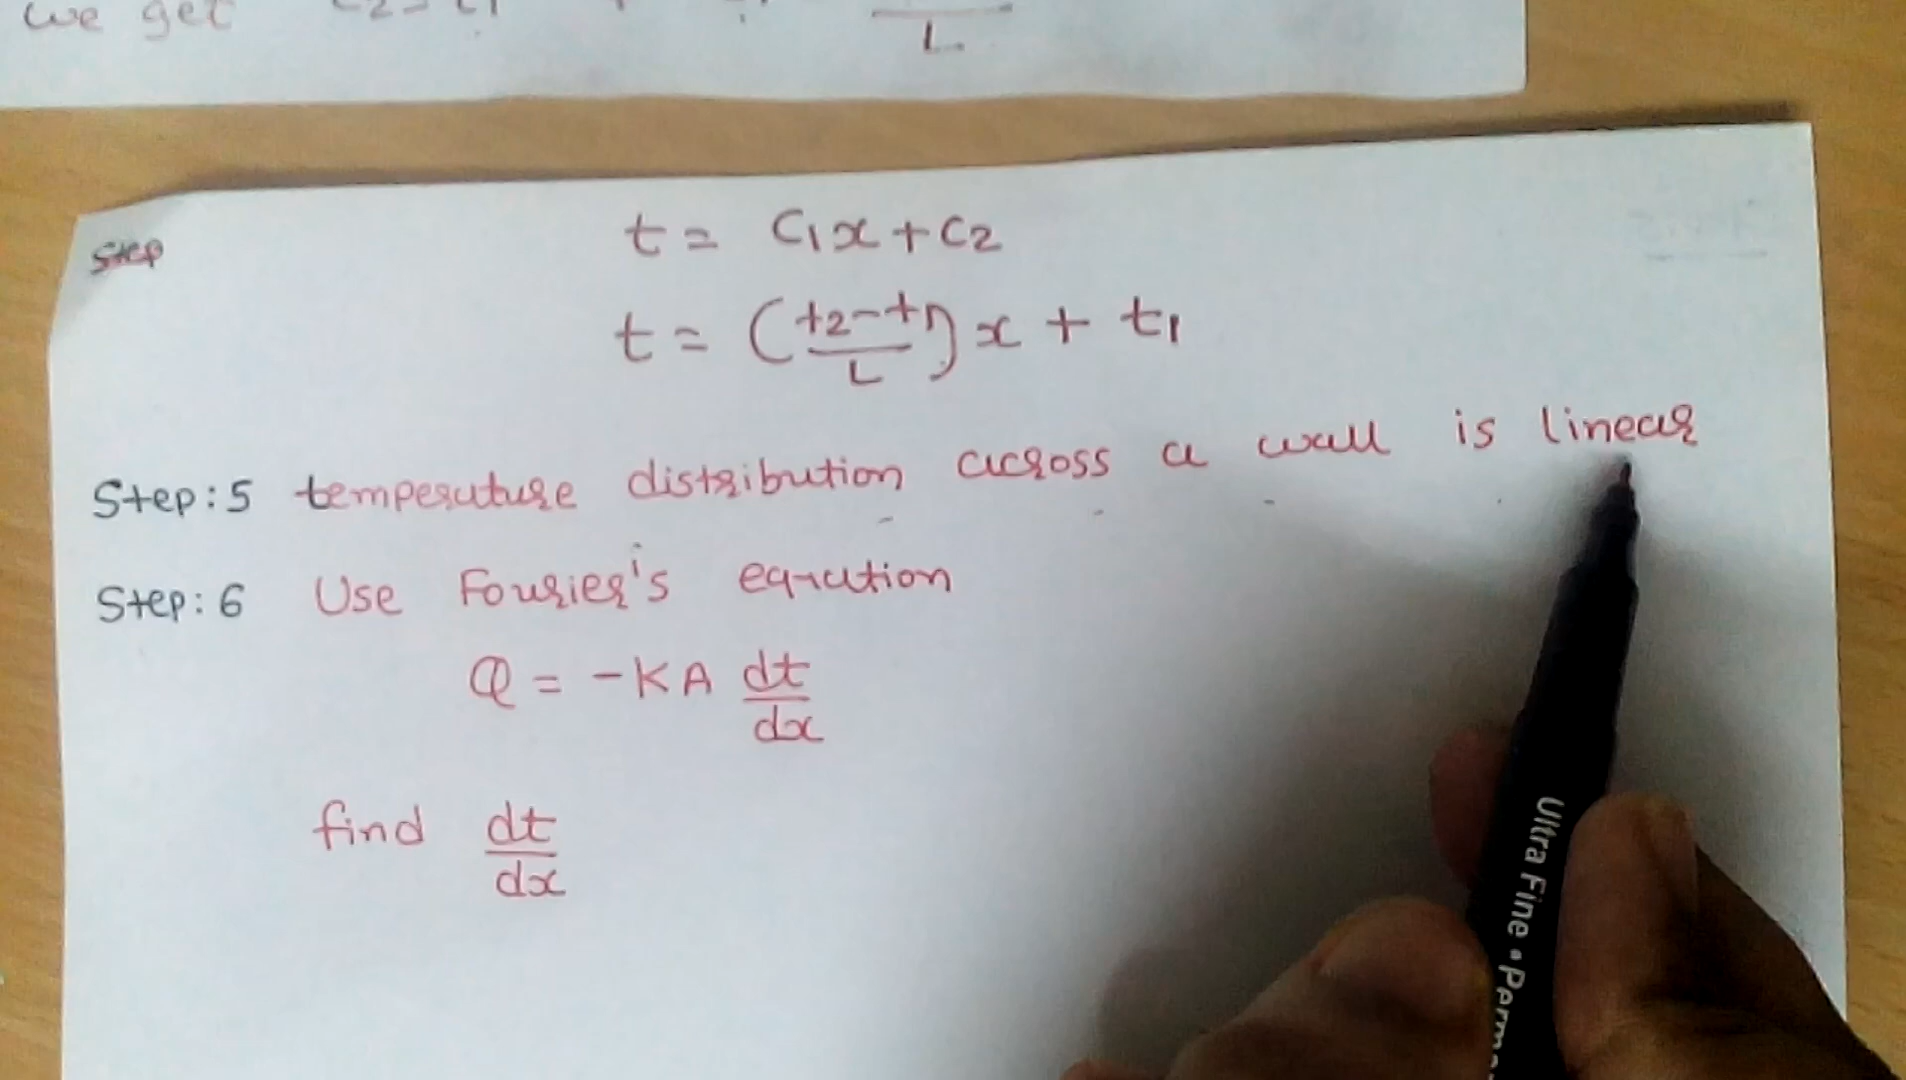 we get
L
Step
t = C1x + C2
t = (t2-t1/L) x + t1
Step:5 temperature distribution across a wall is linear
Step:6 Use Fourier's equation
Q = -KA dt/dx
find dt/dx
Ultra Fine •